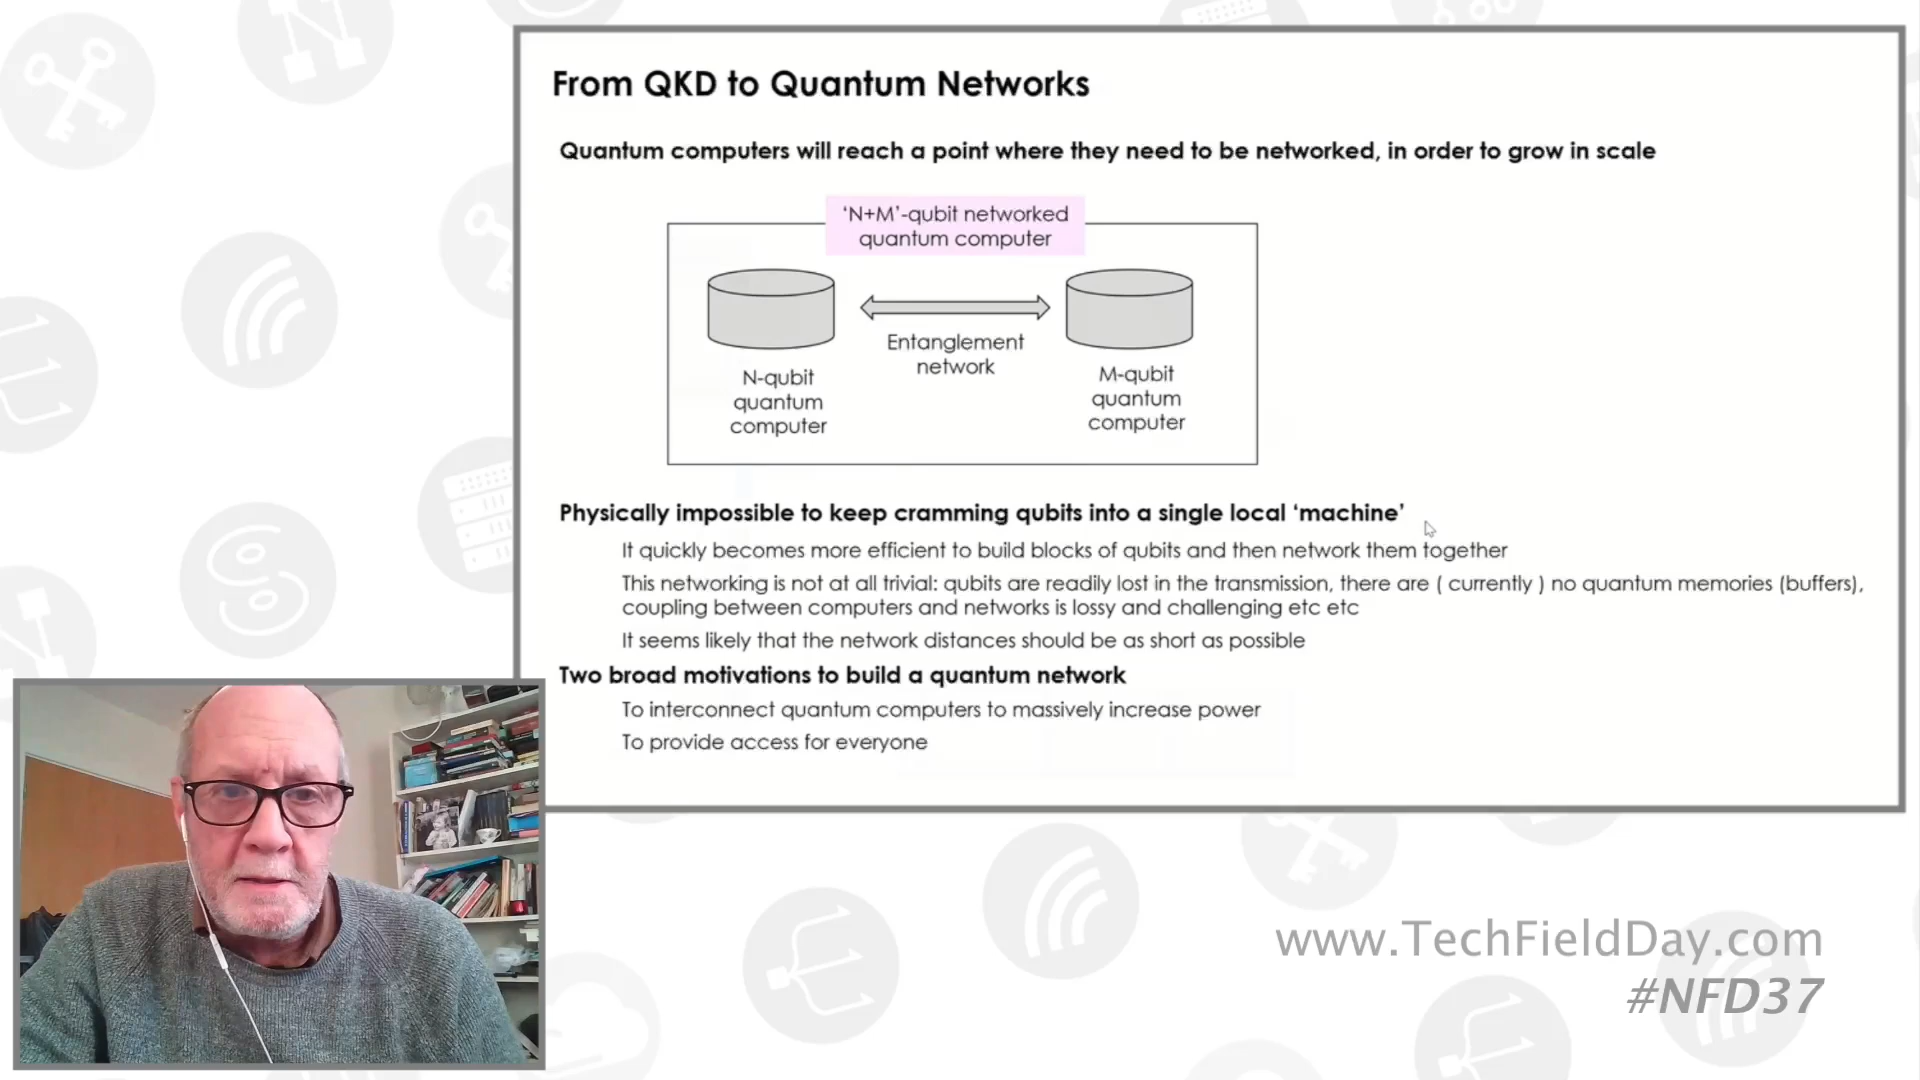 From QKD to Quantum Networks
Quantum computers will reach a point where they need to be networked, in order to grow in scale
‘N+M’-qubit networked
quantum computer
Entanglement
network
N-qubit
quantum
computer
M-qubit
quantum
computer
Physically impossible to keep cramming qubits into a single local ‘machine’
It quickly becomes more efficient to build blocks of qubits and then network them together
This networking is not at all trivial: qubits are readily lost in the transmission, there are ( currently ) no quantum memories (buffers),
coupling between computers and networks is lossy and challenging etc etc
It seems likely that the network distances should be as short as possible
Two broad motivations to build a quantum network
To interconnect quantum computers to massively increase power
To provide access for everyone
www.TechFieldDay.com
#NFD37